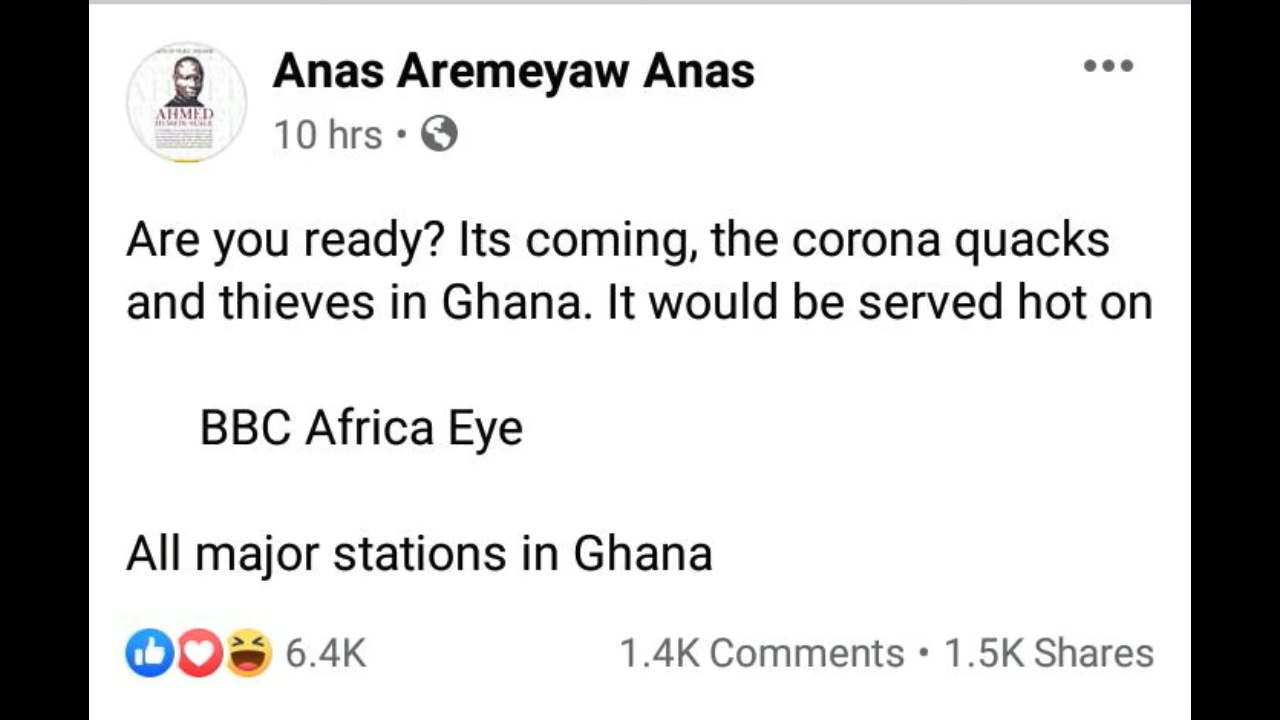 Anas Aremeyaw Anas
10 hrs •
AHMED
Are you ready? Its coming, the corona quacks
and thieves in Ghana. It would be served hot on
BBC Africa Eye
All major stations in Ghana
6.4K
1.4K Comments • 1.5K Shares